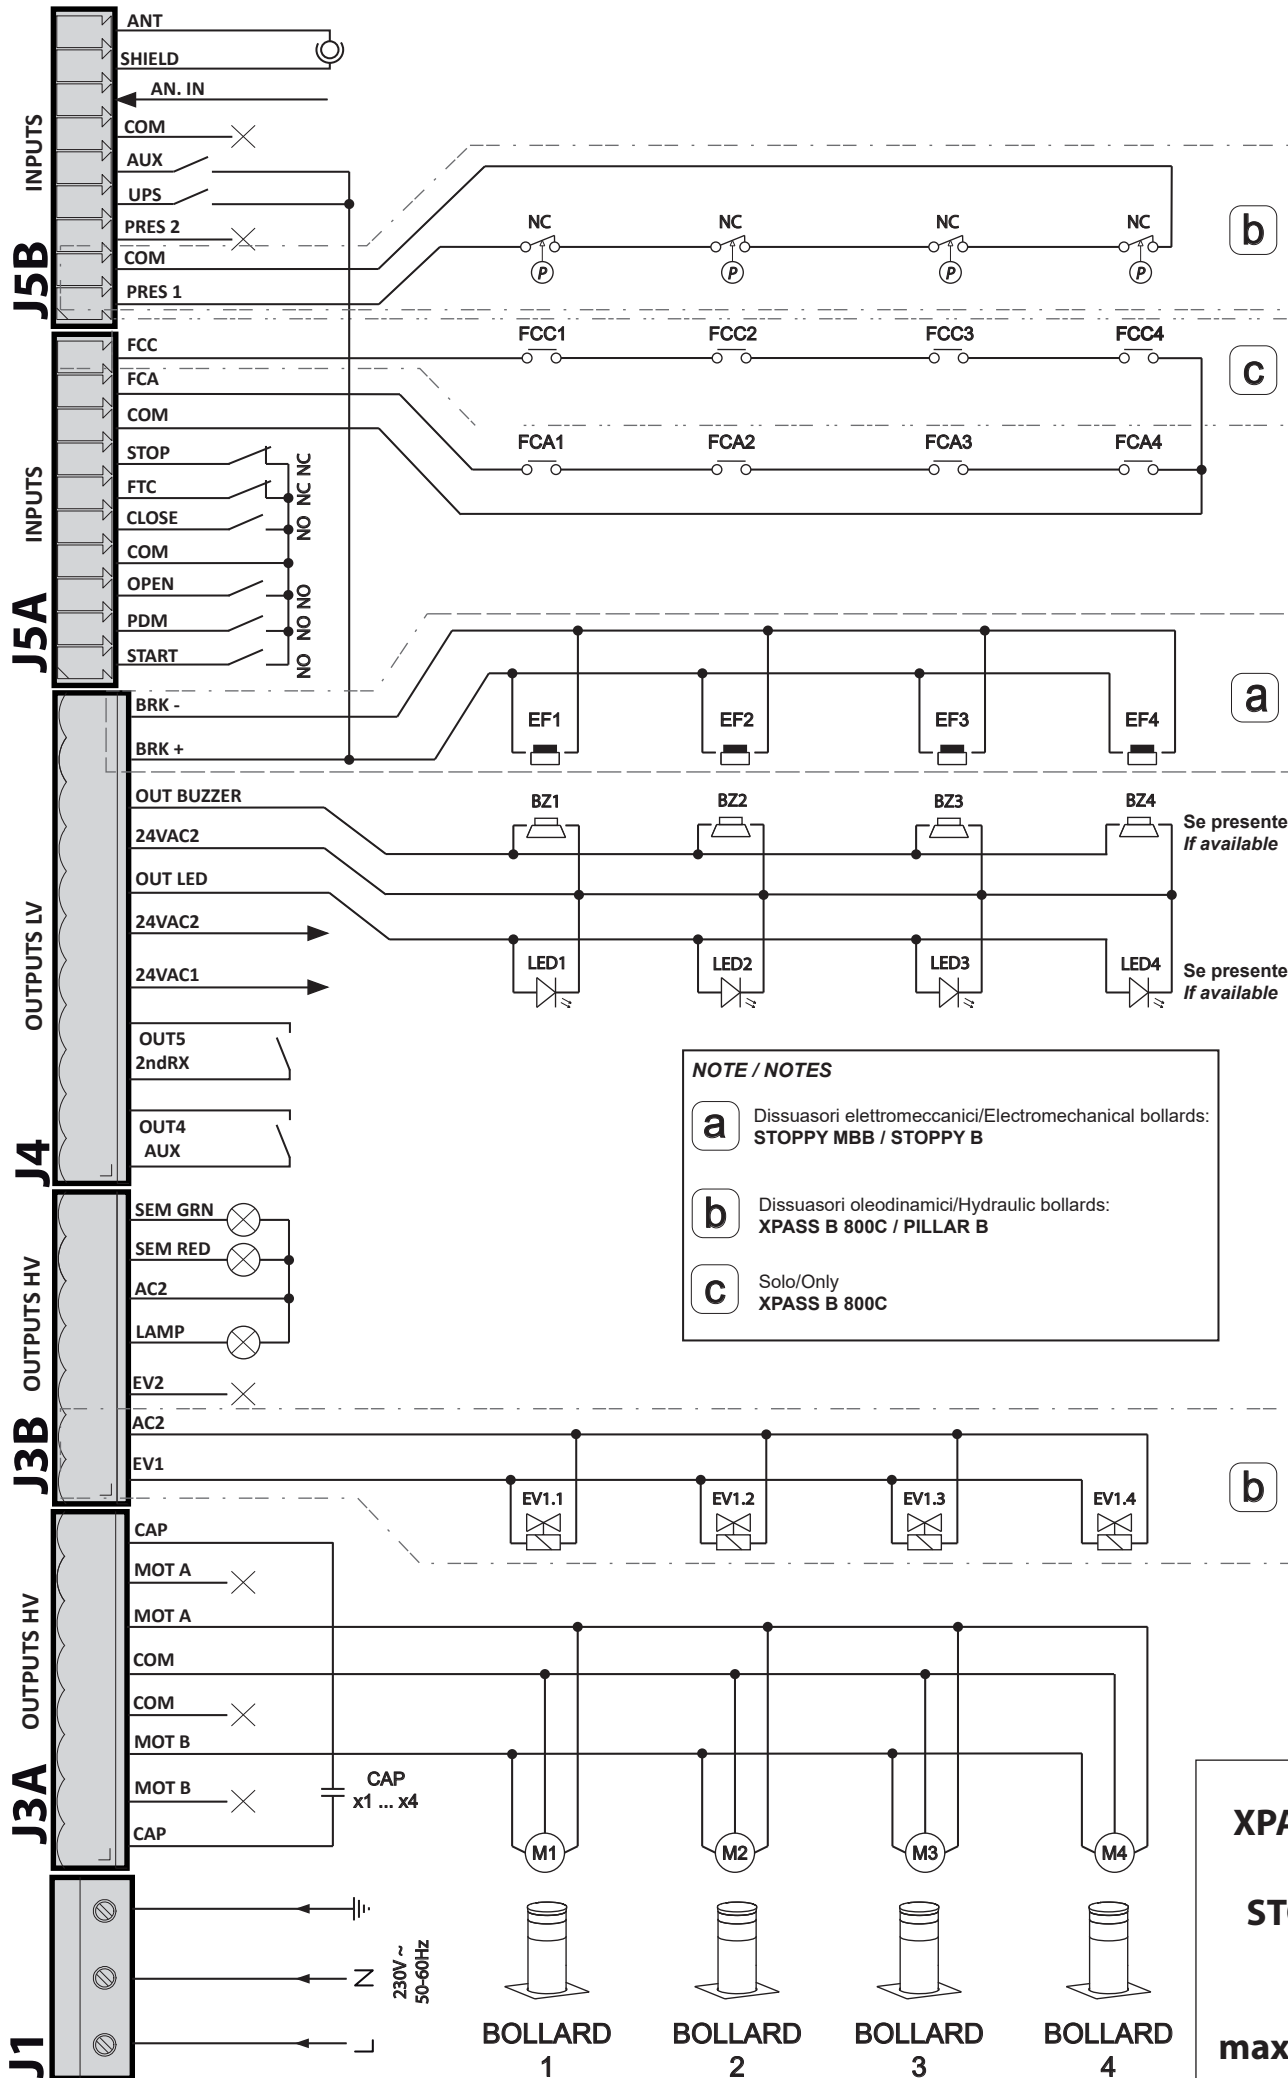 J5B
INPUTS
ANT
SHIELD
AN. IN
COM
AUX
UPS
PRES 2
COM
PRES 1
NC
NC
NC
NC
P
P
P
P
b
J5A
INPUTS
FCC
FCA
COM
STOP
FTC
CLOSE
COM
OPEN
PDM
START
NC
NC
NO
NO
NO
NO
FCC1
FCC2
FCC3
FCC4
c
FCA1
FCA2
FCA3
FCA4
J4
OUTPUTS LV
BRK -
BRK +
EF1
EF2
EF3
EF4
a
OUT BUZZER
24VAC2
OUT LED
24VAC2
24VAC1
BZ1
BZ2
BZ3
BZ4
Se presente
If available
LED1
LED2
LED3
LED4
Se presente
If available
OUT5
2ndRX
OUT4
AUX
NOTE / NOTES
a
Dissuasori elettromeccanici/Electromechanical bollards:
STOPPY MBB / STOPPY B
b
Dissuasori oleodinamici/Hydraulic bollards:
XPASS B 800C / PILLAR B
c
Solo/Only
XPASS B 800C
J3B
OUTPUTS HV
SEM GRN
SEM RED
AC2
LAMP
EV2
AC2
EV1
EV1.1
EV1.2
EV1.3
EV1.4
b
J3A
OUTPUTS HV
CAP
MOT A
MOT A
COM
COM
MOT B
MOT B
CAP
CAP
x1 ... x4
M1
M2
M3
M4
J1
N
L
230V ~
50-60Hz
BOLLARD
1
BOLLARD
2
BOLLARD
3
BOLLARD
4
max